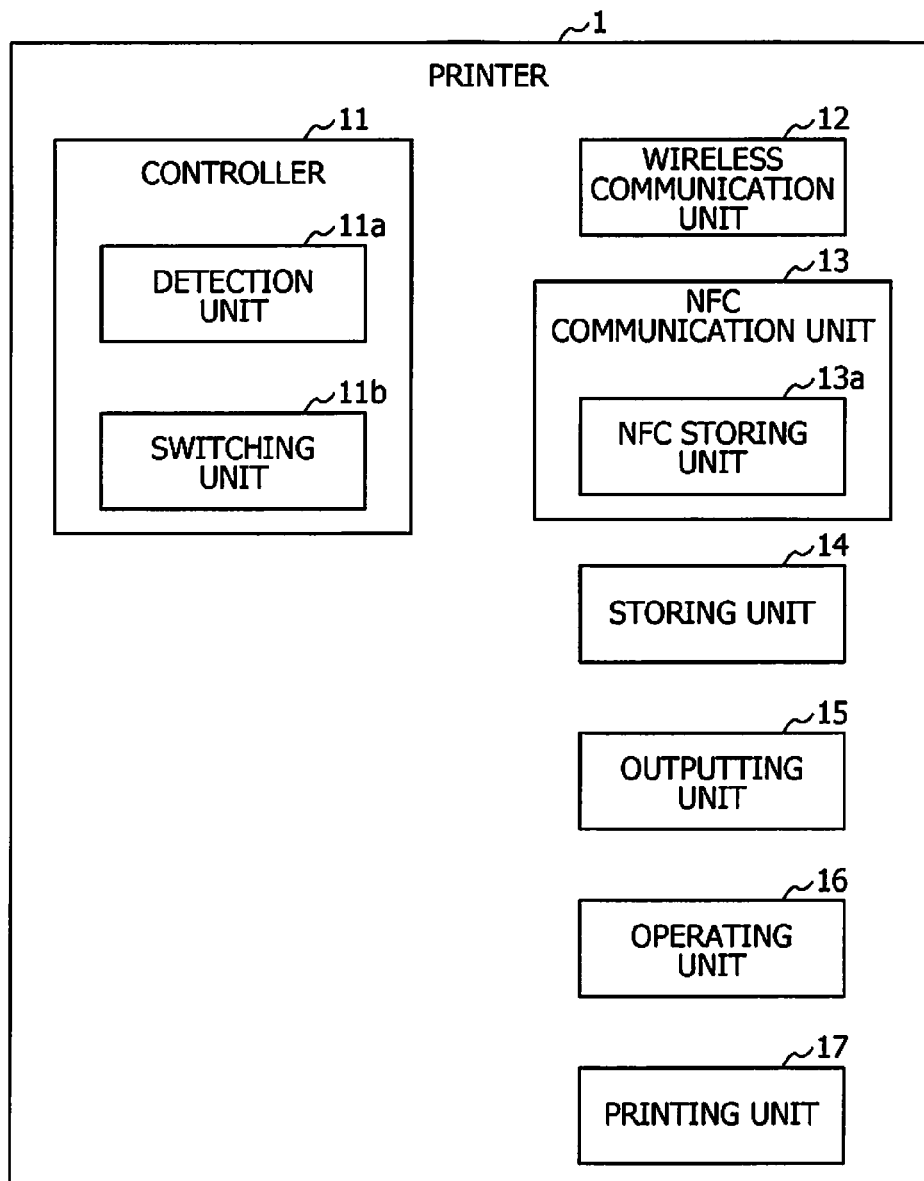 1
PRINTER
11
CONTROLLER
11a
DETECTION
UNIT
11b
SWITCHING
UNIT
12
WIRELESS
COMMUNICATION
UNIT
13
NFC
COMMUNICATION UNIT
13a
NFC STORING
UNIT
14
STORING UNIT
15
OUTPUTTING
UNIT
16
OPERATING
UNIT
17
PRINTING UNIT